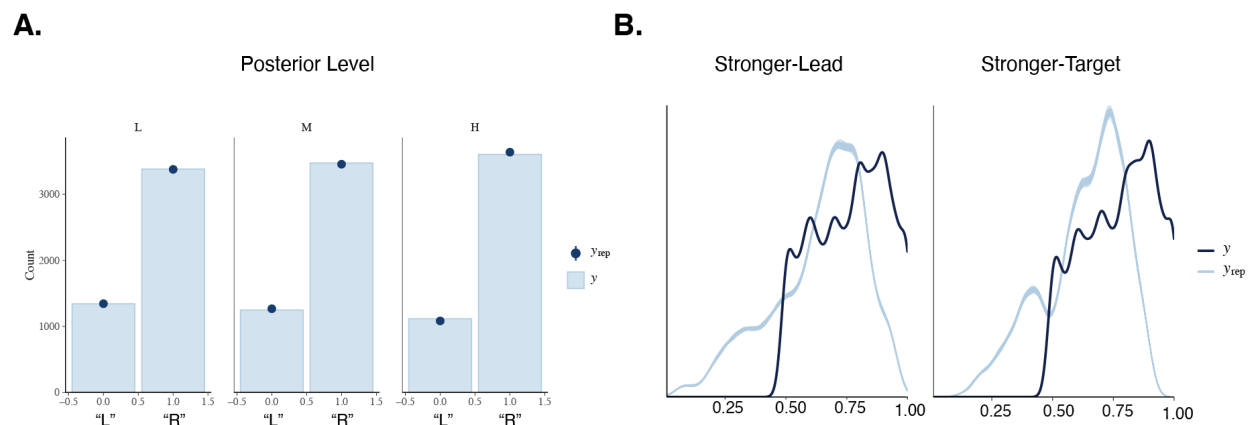 A.
Posterior Level
L M H
Count
3000
2000
1000
0
−0.5 0.0 0.5 1.0 1.5 −0.5 0.0 0.5 1.0 1.5 −0.5 0.0 0.5 1.0 1.5
“L” “R” “L” “R” “L” “R”
yrep
y
B.
Stronger-Lead Stronger-Target
0.25 0.50 0.75 1.00 0.25 0.50 0.75 1.00
y
yrep